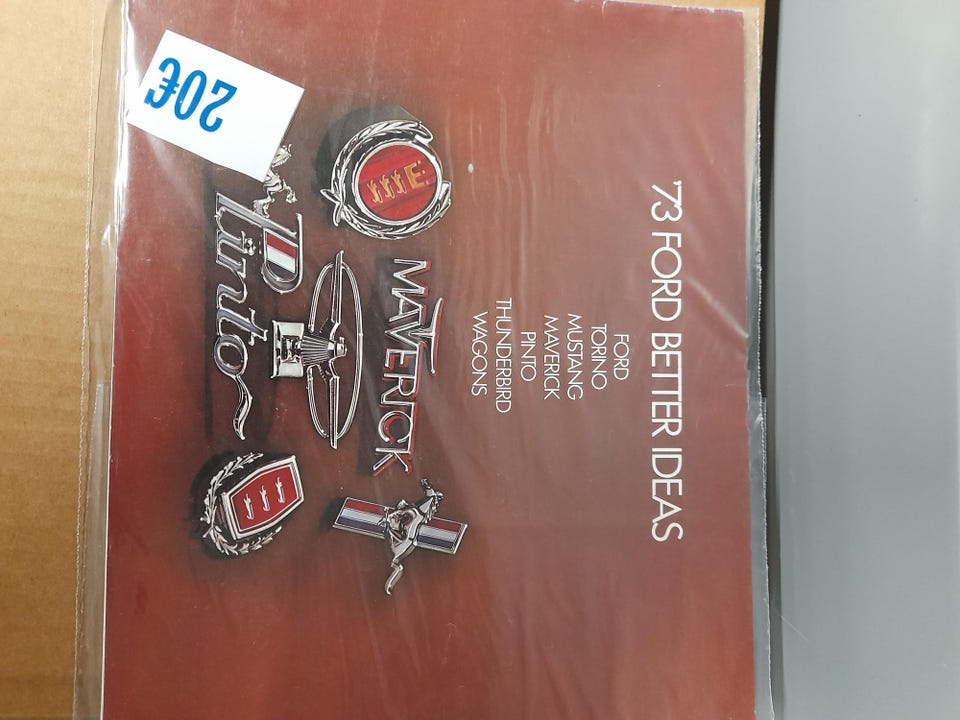 '73 FORD BETTER IDEAS
FORD
TORINO
MUSTANG
MAVERICK
PINTO
THUNDERBIRD
WAGONS
MAVERICK
Pinto
20€